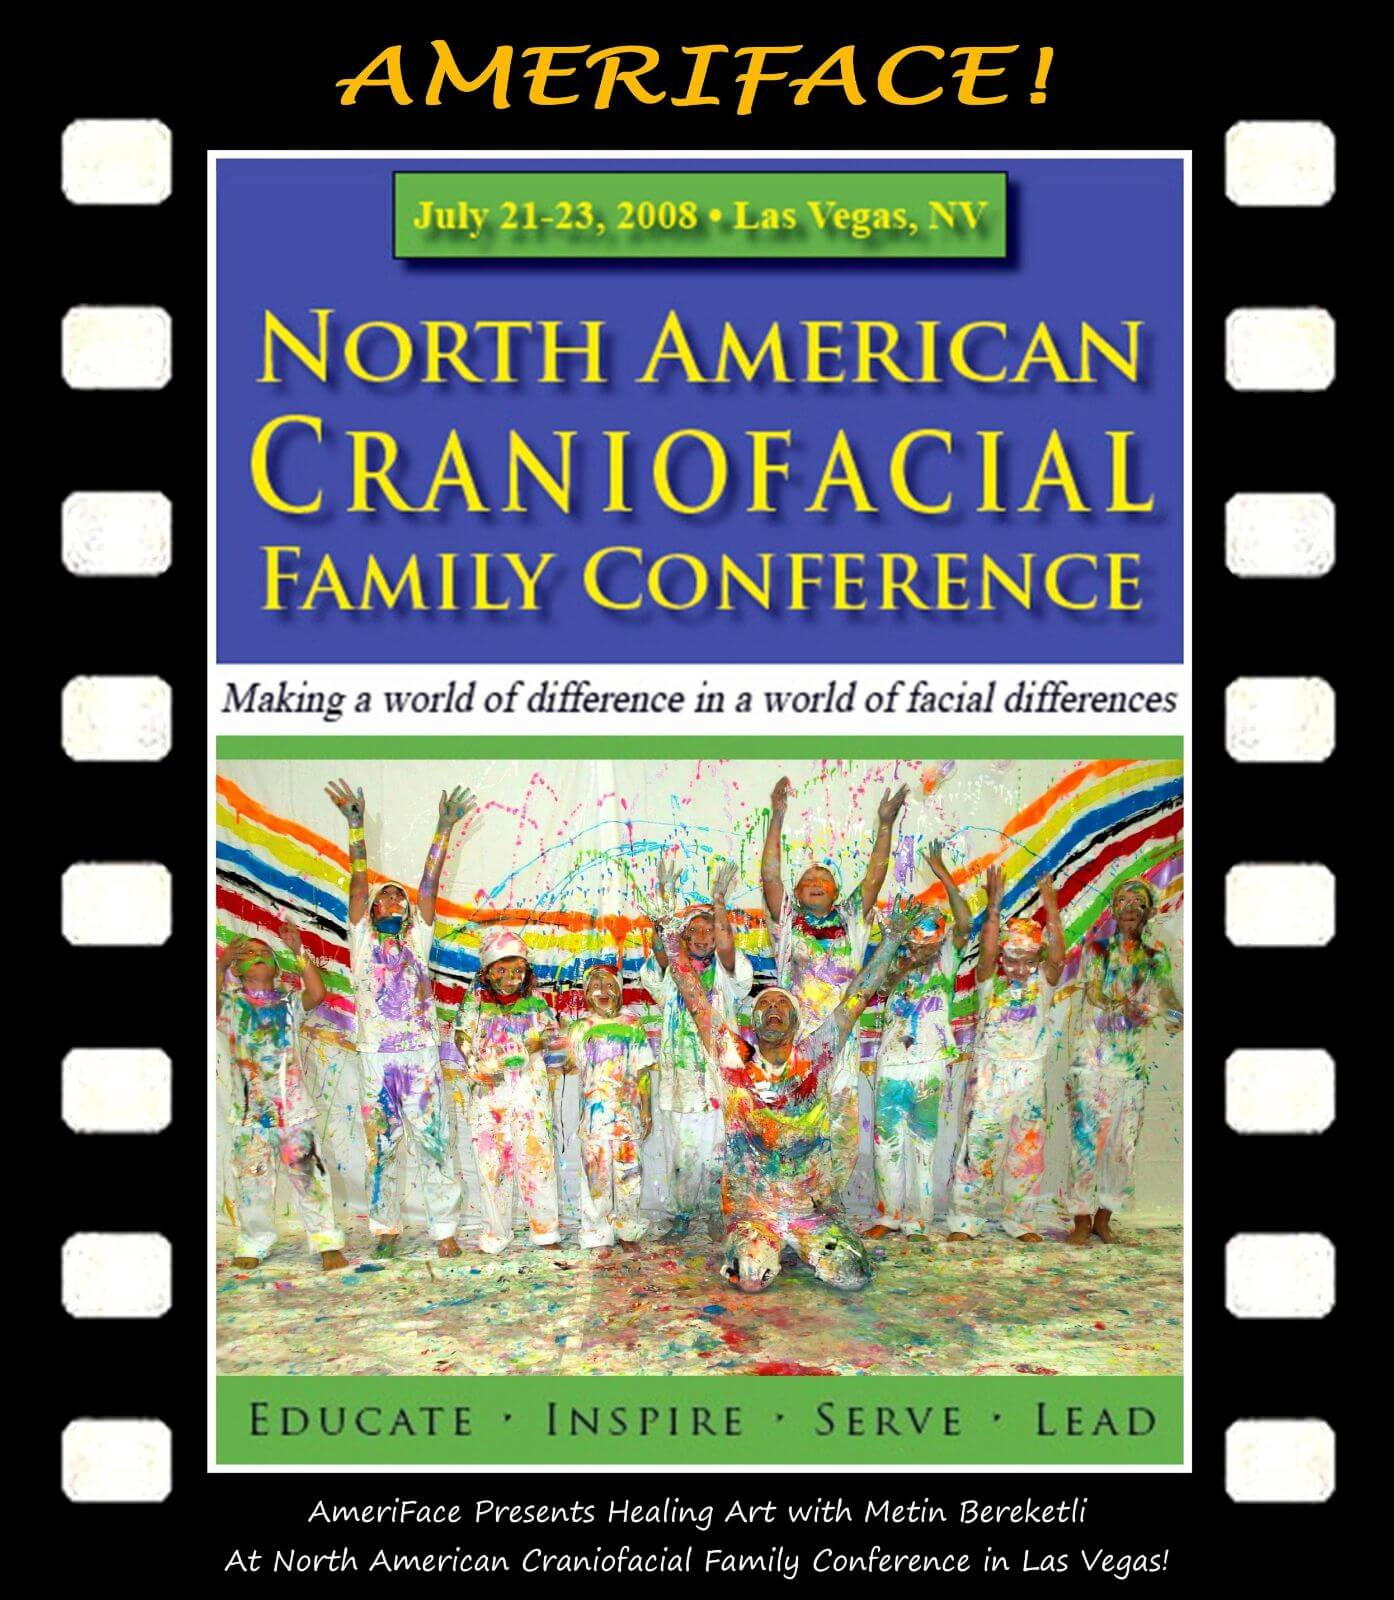 AMERIFACE!
July 21-23, 2008 • Las Vegas, NV
NORTH AMERICAN
CRANIOFACIAL
FAMILY CONFERENCE
Making a world of difference in a world of facial differences
EDUCATE · INSPIRE · SERVE · LEAD
AmeriFace Presents Healing Art with Metin Bereketli
At North American Craniofacial Family Conference in Las Vegas!